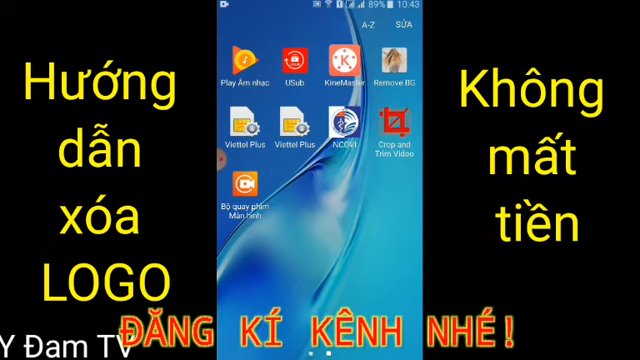 89% 10:43
A-Z SỬA
Hướng
dẫn
xóa
LOGO
Play Âm nhạc USub KineMaster Remove BG
Viettel Plus Viettel Plus NCOVI Crop and
Trim Video
Bộ quay phim
Màn hình
Không
mất
tiền
ĐĂNG KÍ KÊNH NHÉ!
Y Đam TV